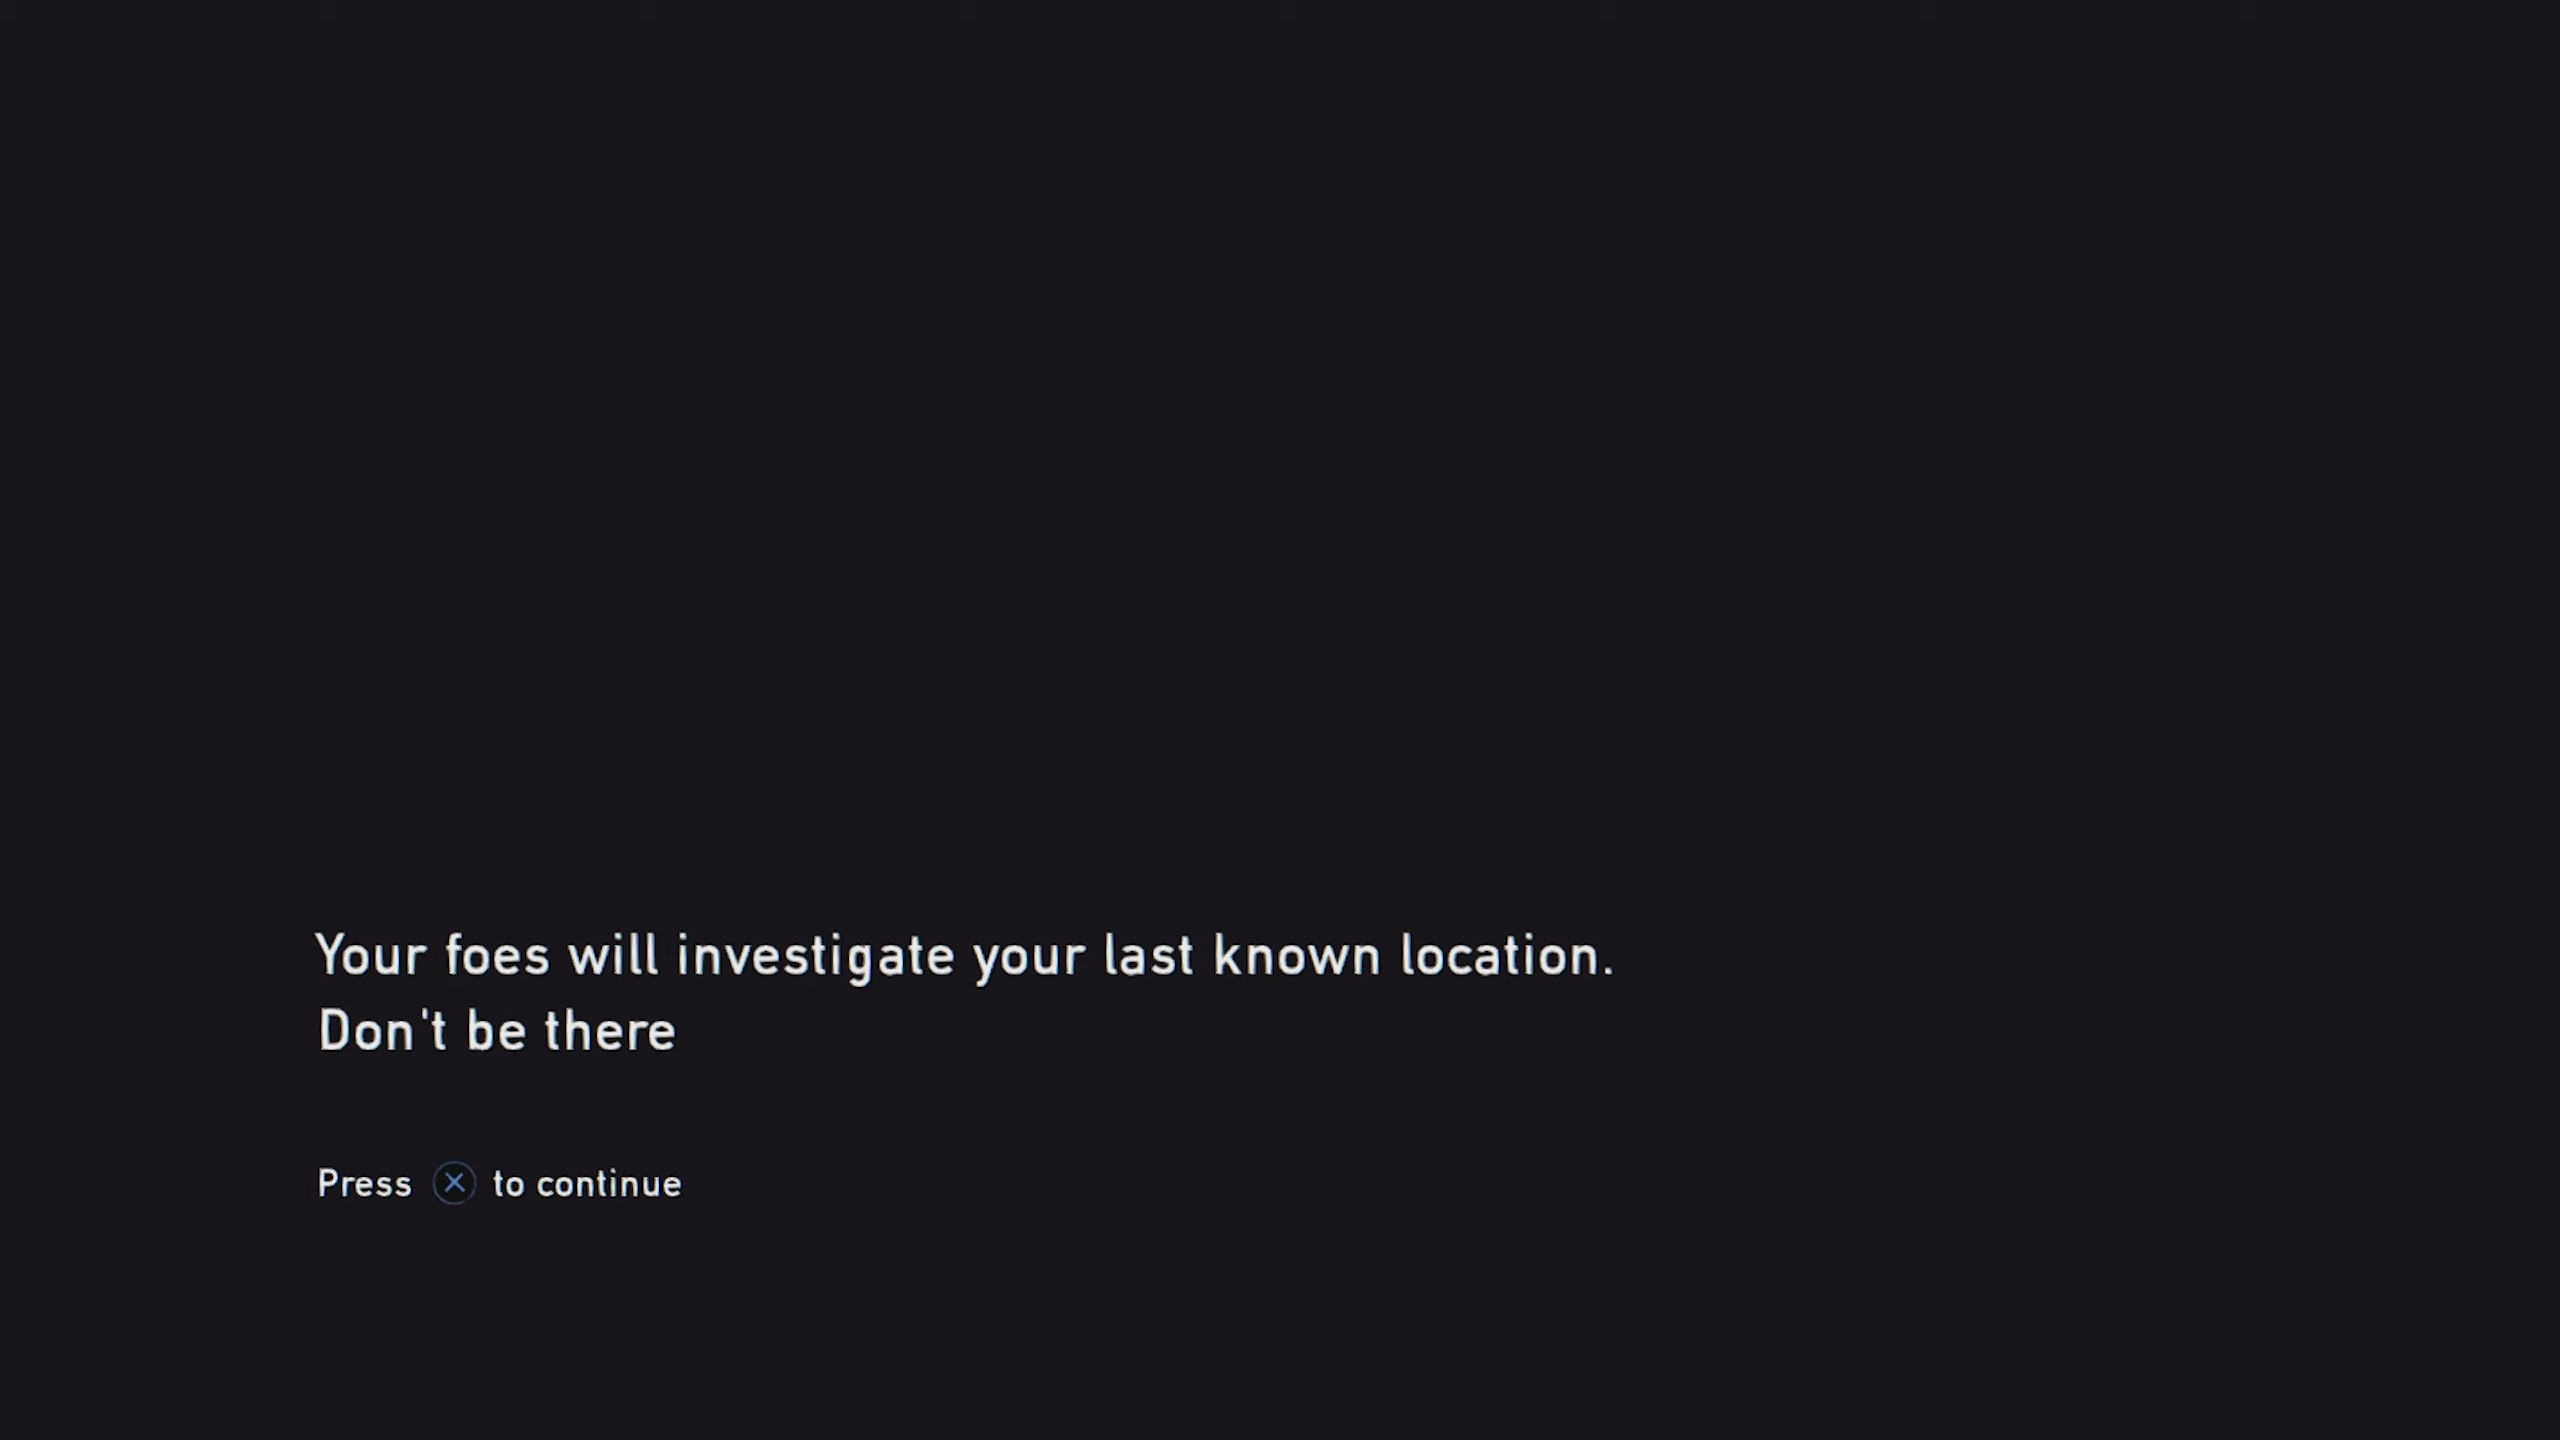 Your foes will investigate your last known location.
Don't be there
Press ⓧ to continue